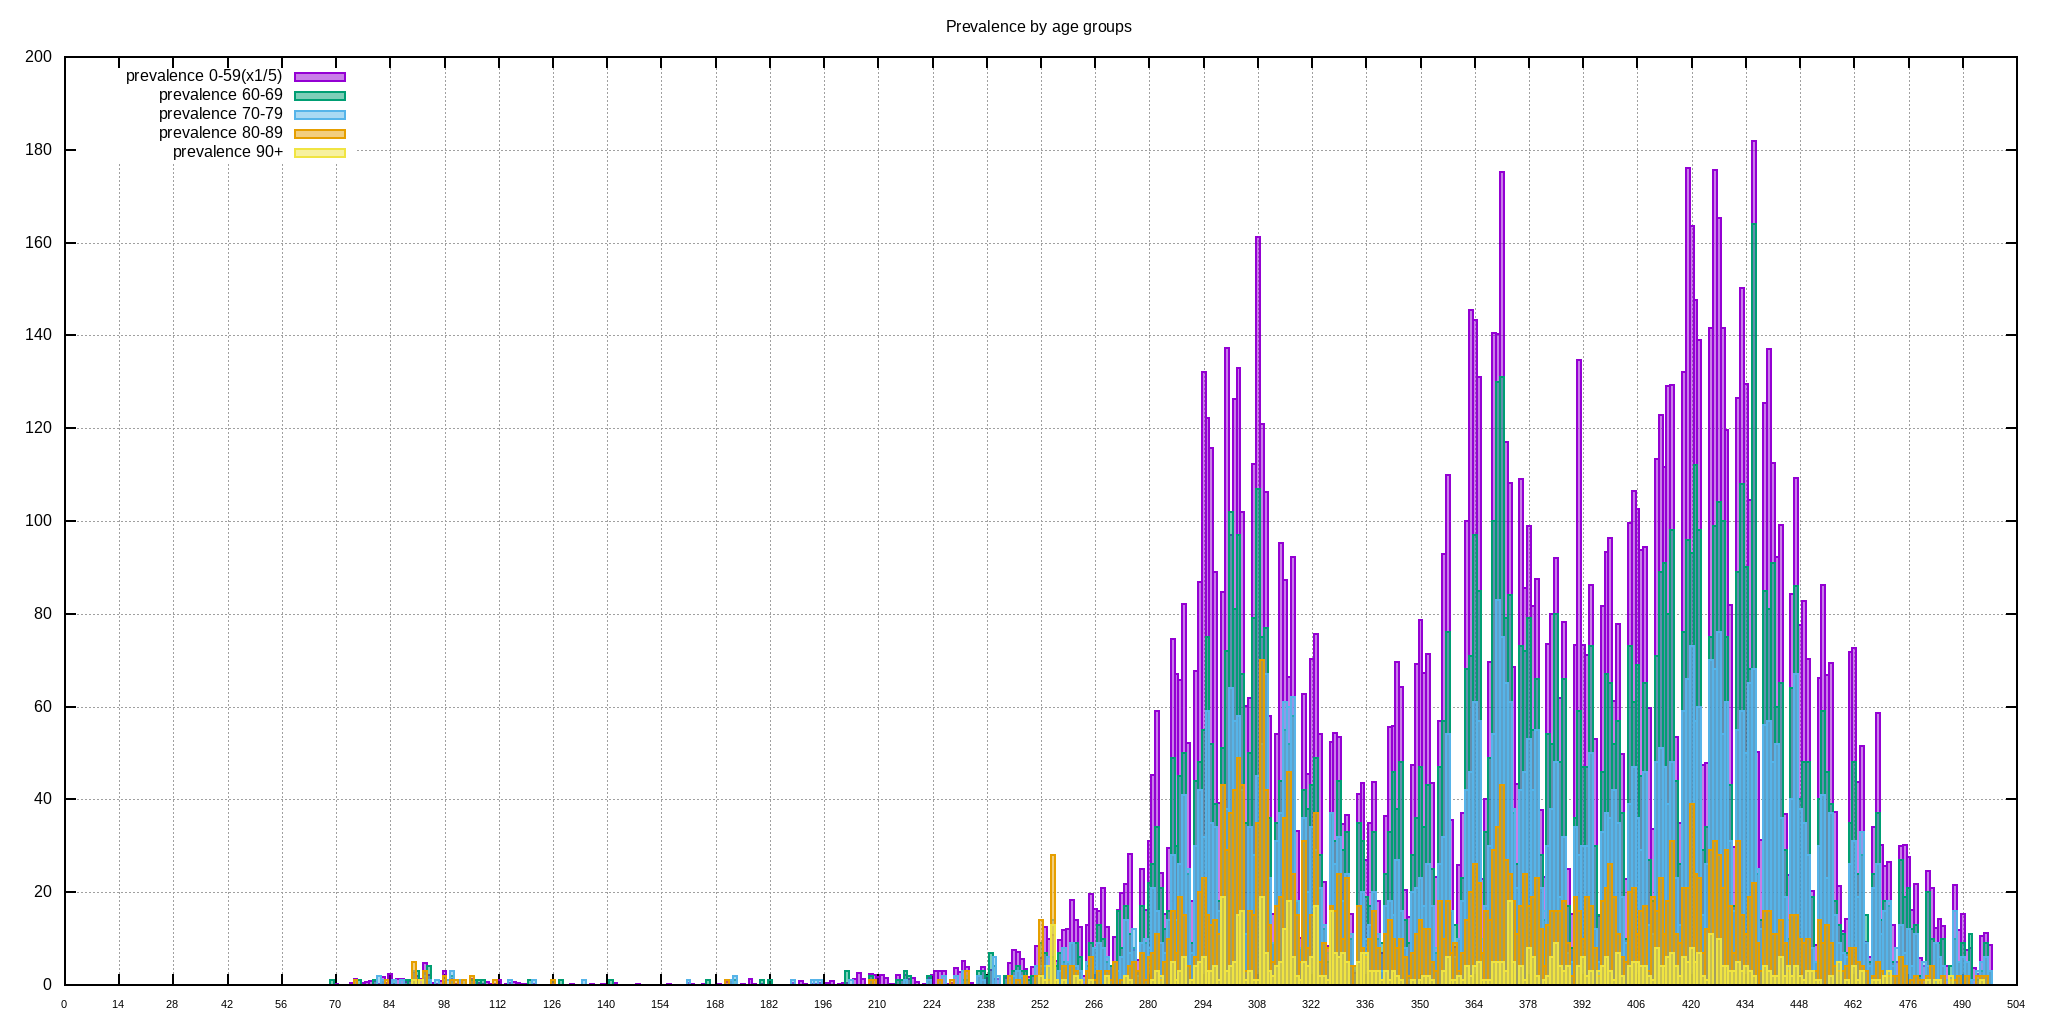 Prevalence by age groups
200
180
160
140
120
100
80
60
40
20
0
prevalence 0-59(x1/5)
prevalence 60-69
prevalence 70-79
prevalence 80-89
prevalence 90+
0 14 28 42 56 70 84 98 112 126 140 154 168 182 196 210 224 238 252 266 280 294 308 322 336 350 364 378 392 406 420 434 448 462 476 490 504